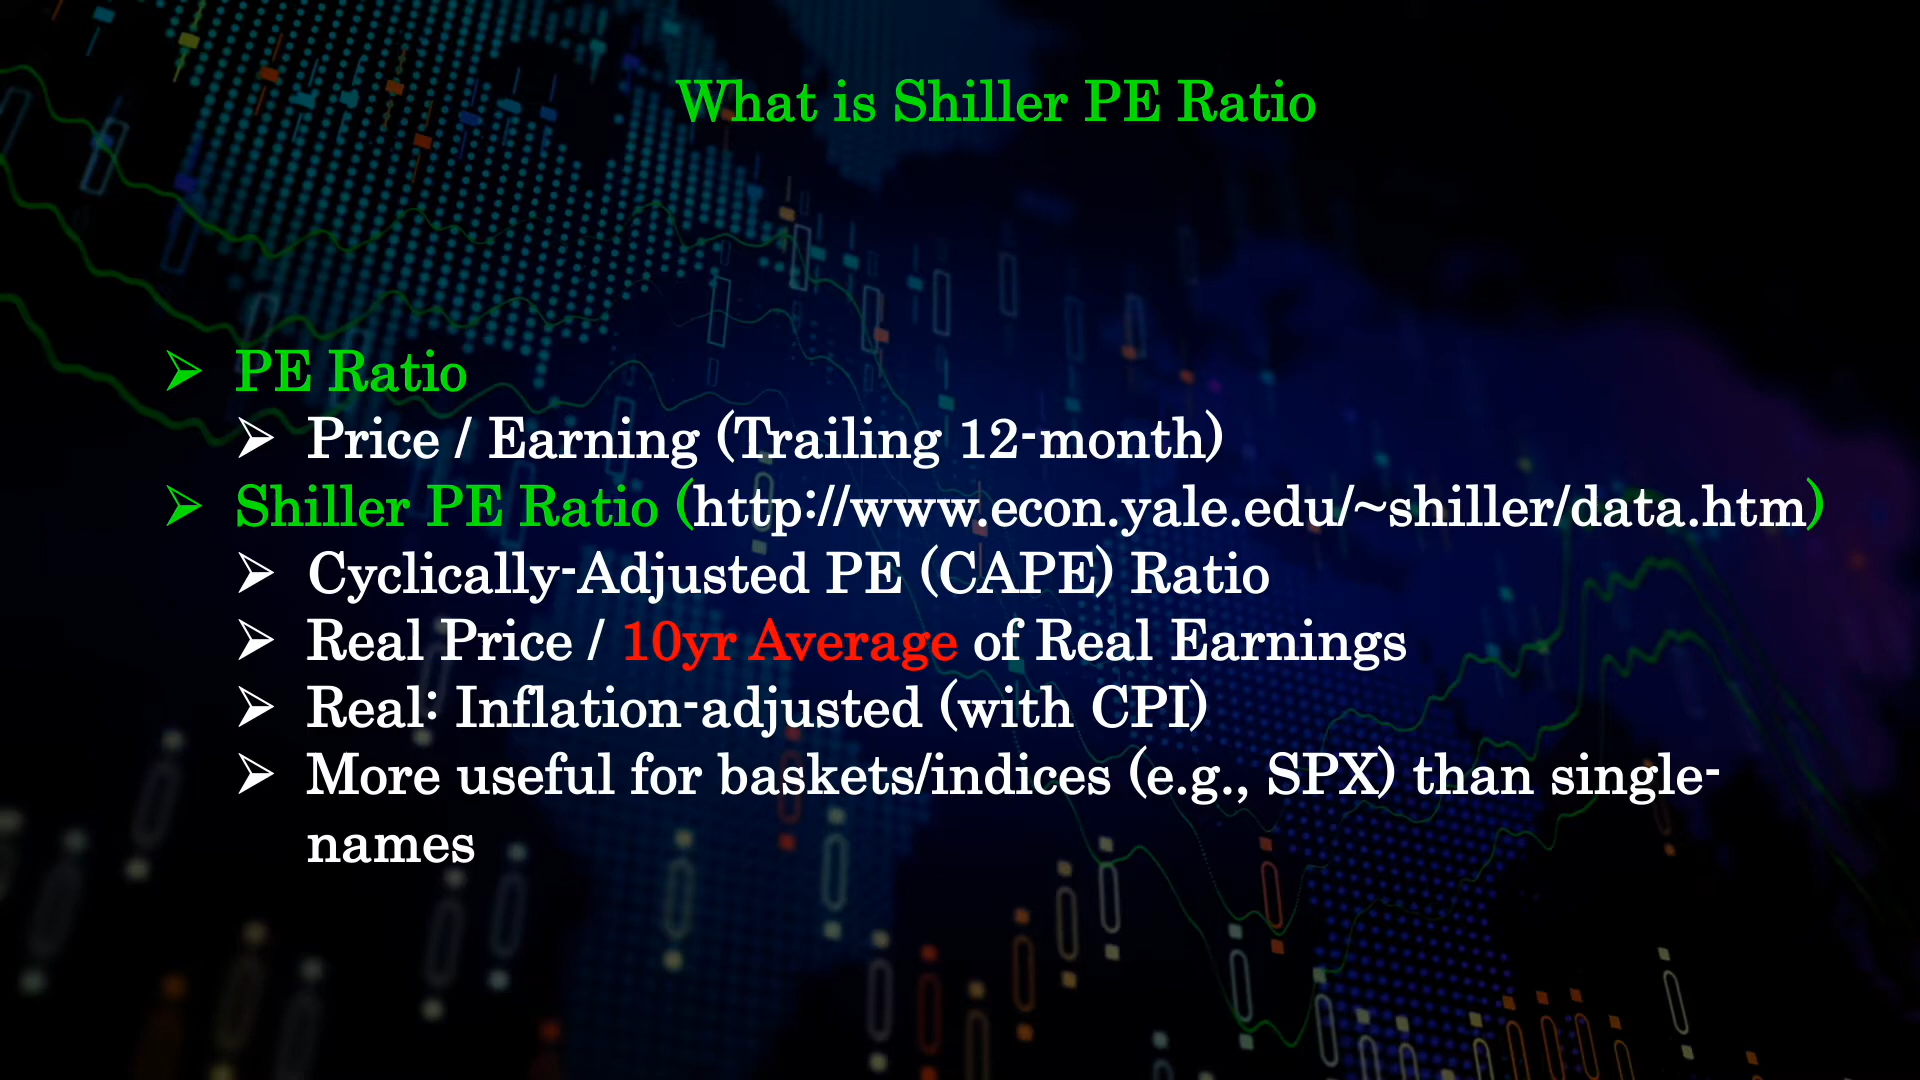 What is Shiller PE Ratio
PE Ratio
Price / Earning (Trailing 12-month)
Shiller PE Ratio (http://www.econ.yale.edu/~shiller/data.htm)
Cyclically-Adjusted PE (CAPE) Ratio
Real Price / 10yr Average of Real Earnings
Real: Inflation-adjusted (with CPI)
More useful for baskets/indices (e.g., SPX) than single-
names